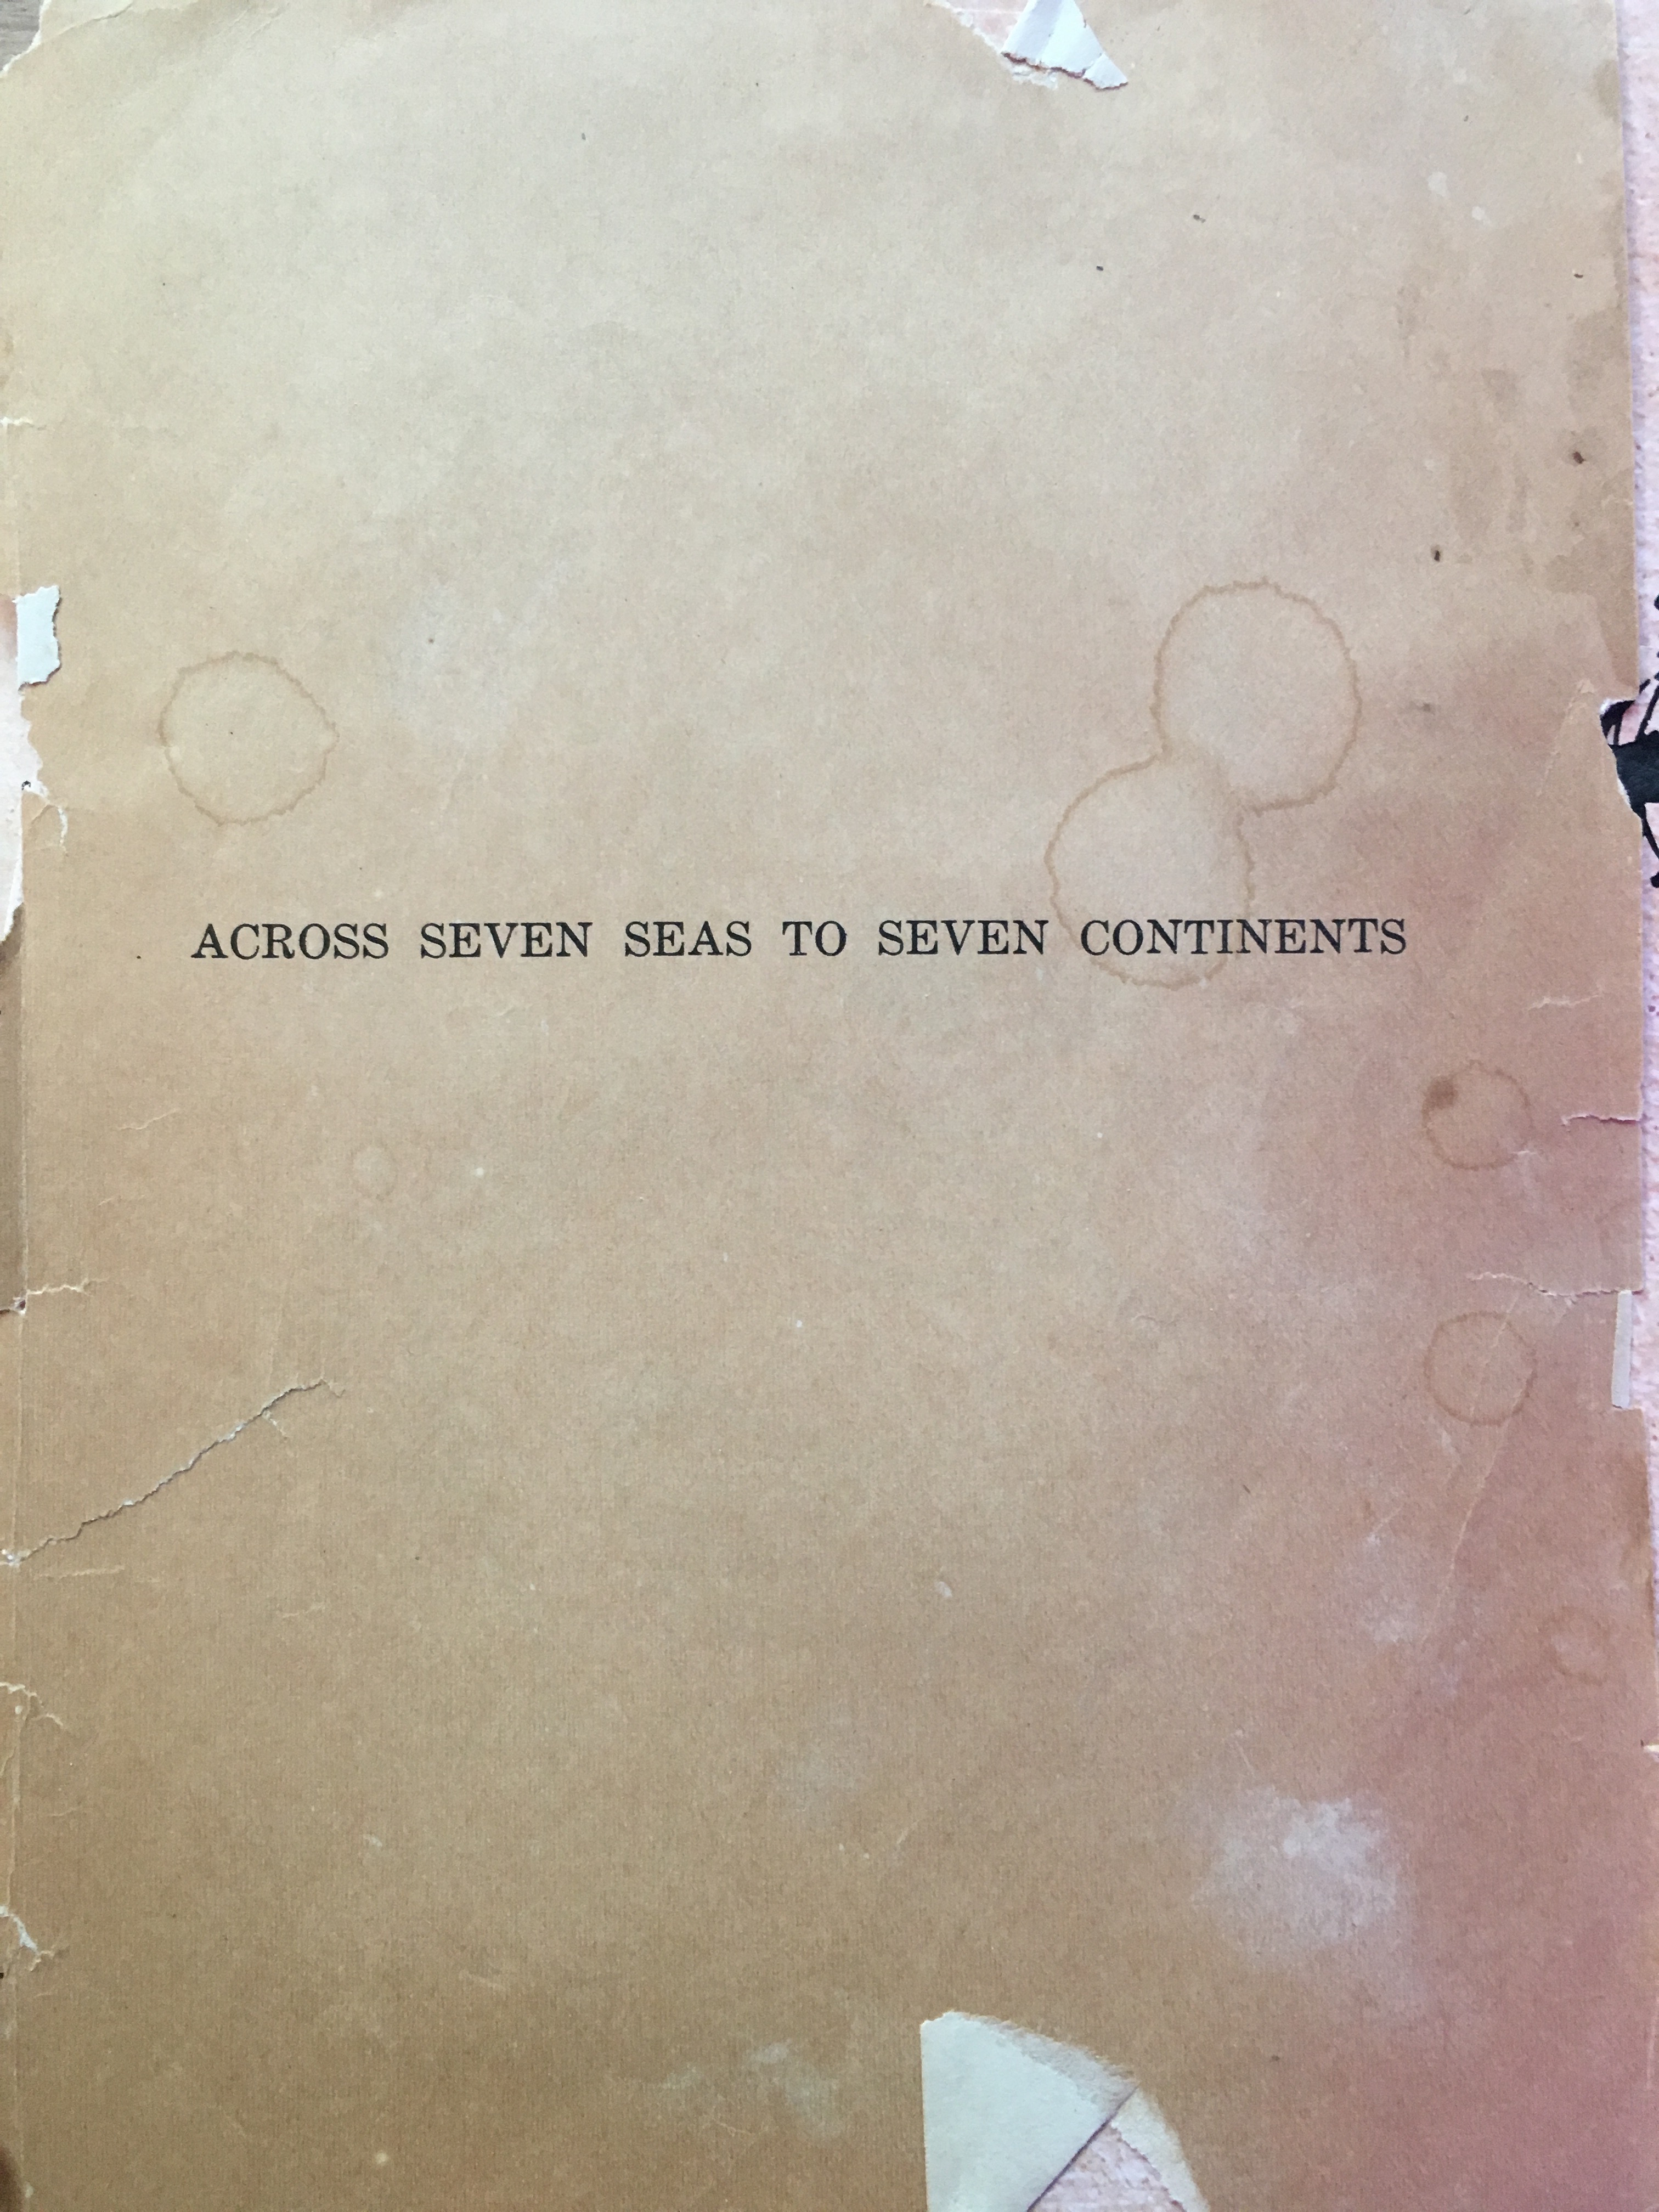 ACROSS SEVEN SEAS TO SEVEN CONTINENTS